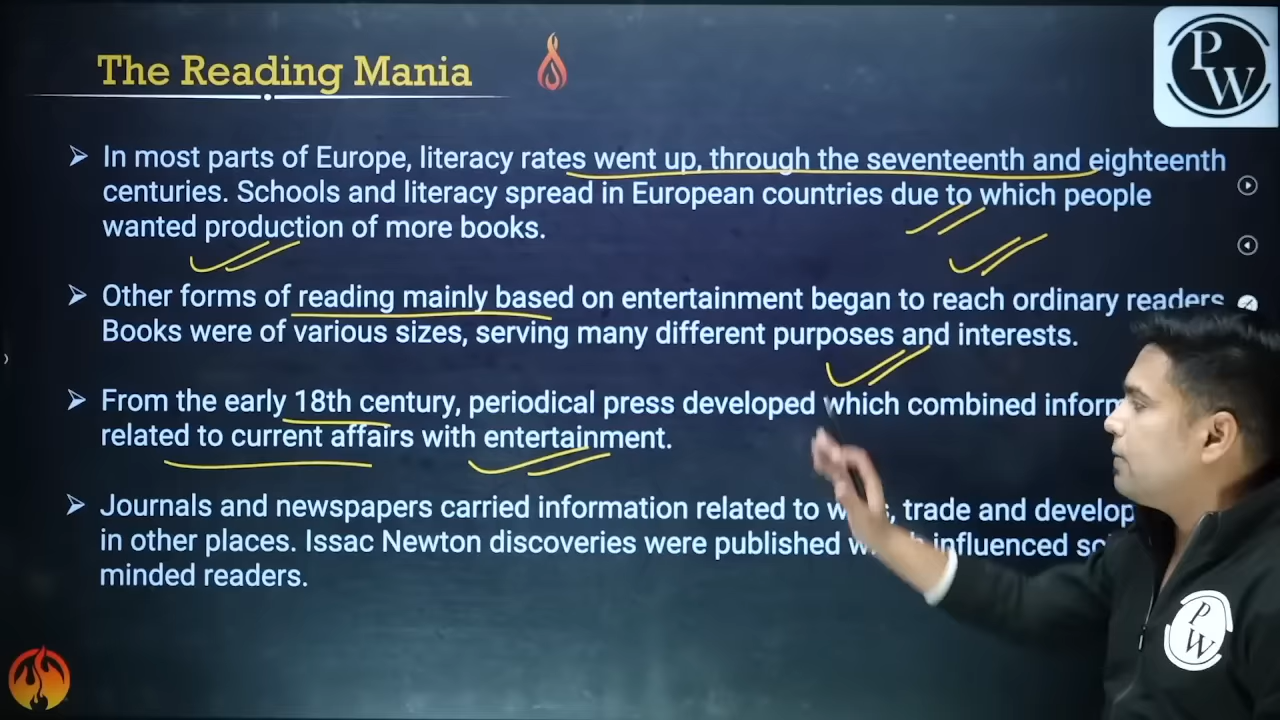 The Reading Mania
PW
In most parts of Europe, literacy rates went up, through the seventeenth and eighteenth
centuries. Schools and literacy spread in European countries due to which people
wanted production of more books.
Other forms of reading mainly based on entertainment began to reach ordinary readers.
Books were of various sizes, serving many different purposes and interests.
From the early 18th century, periodical press developed which combined
related to current affairs with entertainment.
Journals and newspapers carried information related to trade and
in other places. Issac Newton discoveries were published influenced
minded readers.
PW